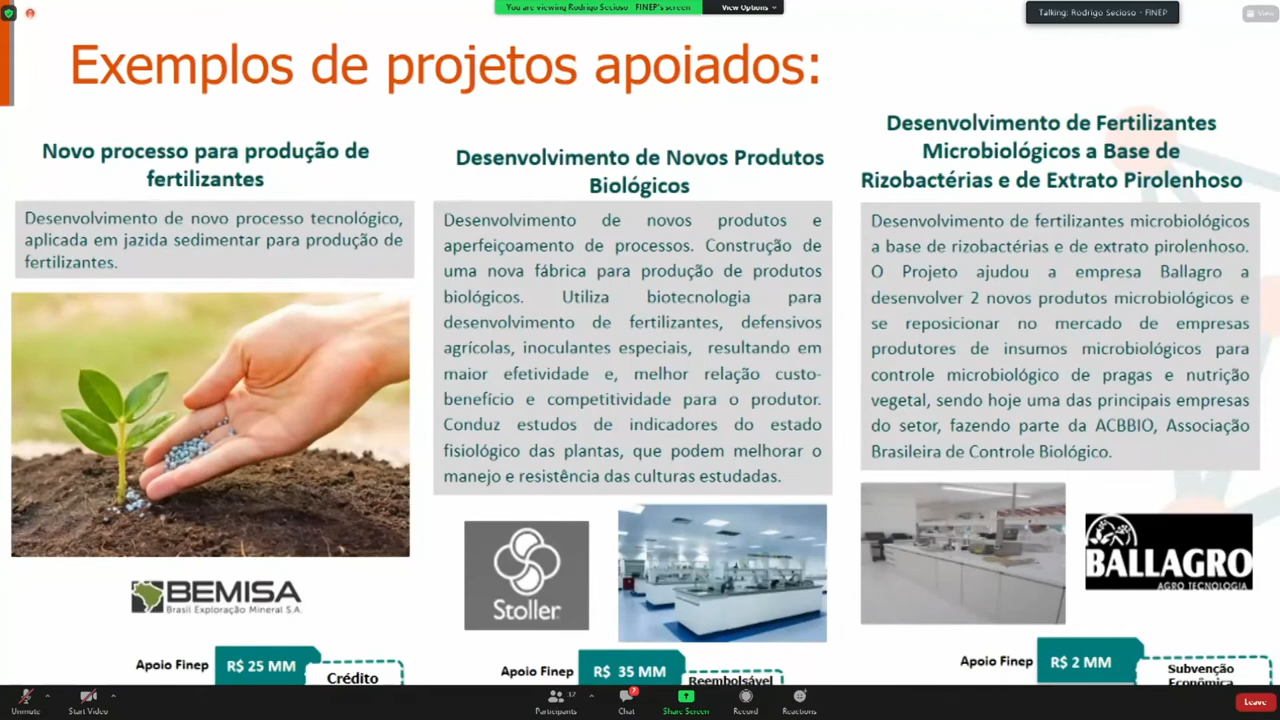 You are viewing Rodrigo Secioso - FINEP's screen
View Options
Talking: Rodrigo Secioso - FINEP
View
Exemplos de projetos apoiados:
Novo processo para produção de
fertilizantes
Desenvolvimento de novo processo tecnológico,
aplicada em jazida sedimentar para produção de
fertilizantes.
BEMISA
Brasil Exploração Mineral S.A.
Apoio Finep
R$ 25 MM
Crédito
Desenvolvimento de Novos Produtos
Biológicos
Desenvolvimento de novos produtos e
aperfeiçoamento de processos. Construção de
uma nova fábrica para produção de produtos
biológicos. Utiliza biotecnologia para
desenvolvimento de fertilizantes, defensivos
agrícolas, inoculantes especiais, resultando em
maior efetividade e, melhor relação custo-
benefício e competitividade para o produtor.
Conduz estudos de indicadores do estado
fisiológico das plantas, que podem melhorar o
manejo e resistência das culturas estudadas.
Stoller
Apoio Finep
R$ 35 MM
Reembolsável
Desenvolvimento de Fertilizantes
Microbiológicos a Base de
Rizobactérias e de Extrato Pirolenhoso
Desenvolvimento de fertilizantes microbiológicos
a base de rizobactérias e de extrato pirolenhoso.
O Projeto ajudou a empresa Ballagro a
desenvolver 2 novos produtos microbiológicos e
se reposicionar no mercado de empresas
produtores de insumos microbiológicos para
controle microbiológico de pragas e nutrição
vegetal, sendo hoje uma das principais empresas
do setor, fazendo parte da ACBBIO, Associação
Brasileira de Controle Biológico.
BALLAGRO
AGRO TECNOLOGIA
Apoio Finep
R$ 2 MM
Subvenção
Econômica
Unmute
Start Video
Participants
Chat
Share Screen
Record
Reactions
Leave